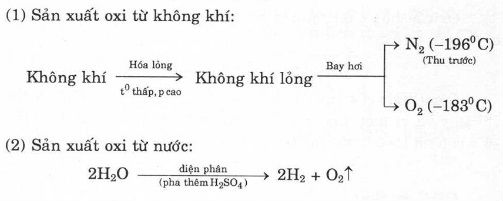 (1) Sản xuất oxi từ không khí:
Không khí Hóa lỏng t⁰ thấp, p cao → Không khí lỏng Bay hơi → N₂ (−196⁰C)
(Thu trước)
→ O₂ (−183⁰C)
(2) Sản xuất oxi từ nước:
2H₂O điện phân (pha thêm H₂SO₄) → 2H₂ + O₂↑